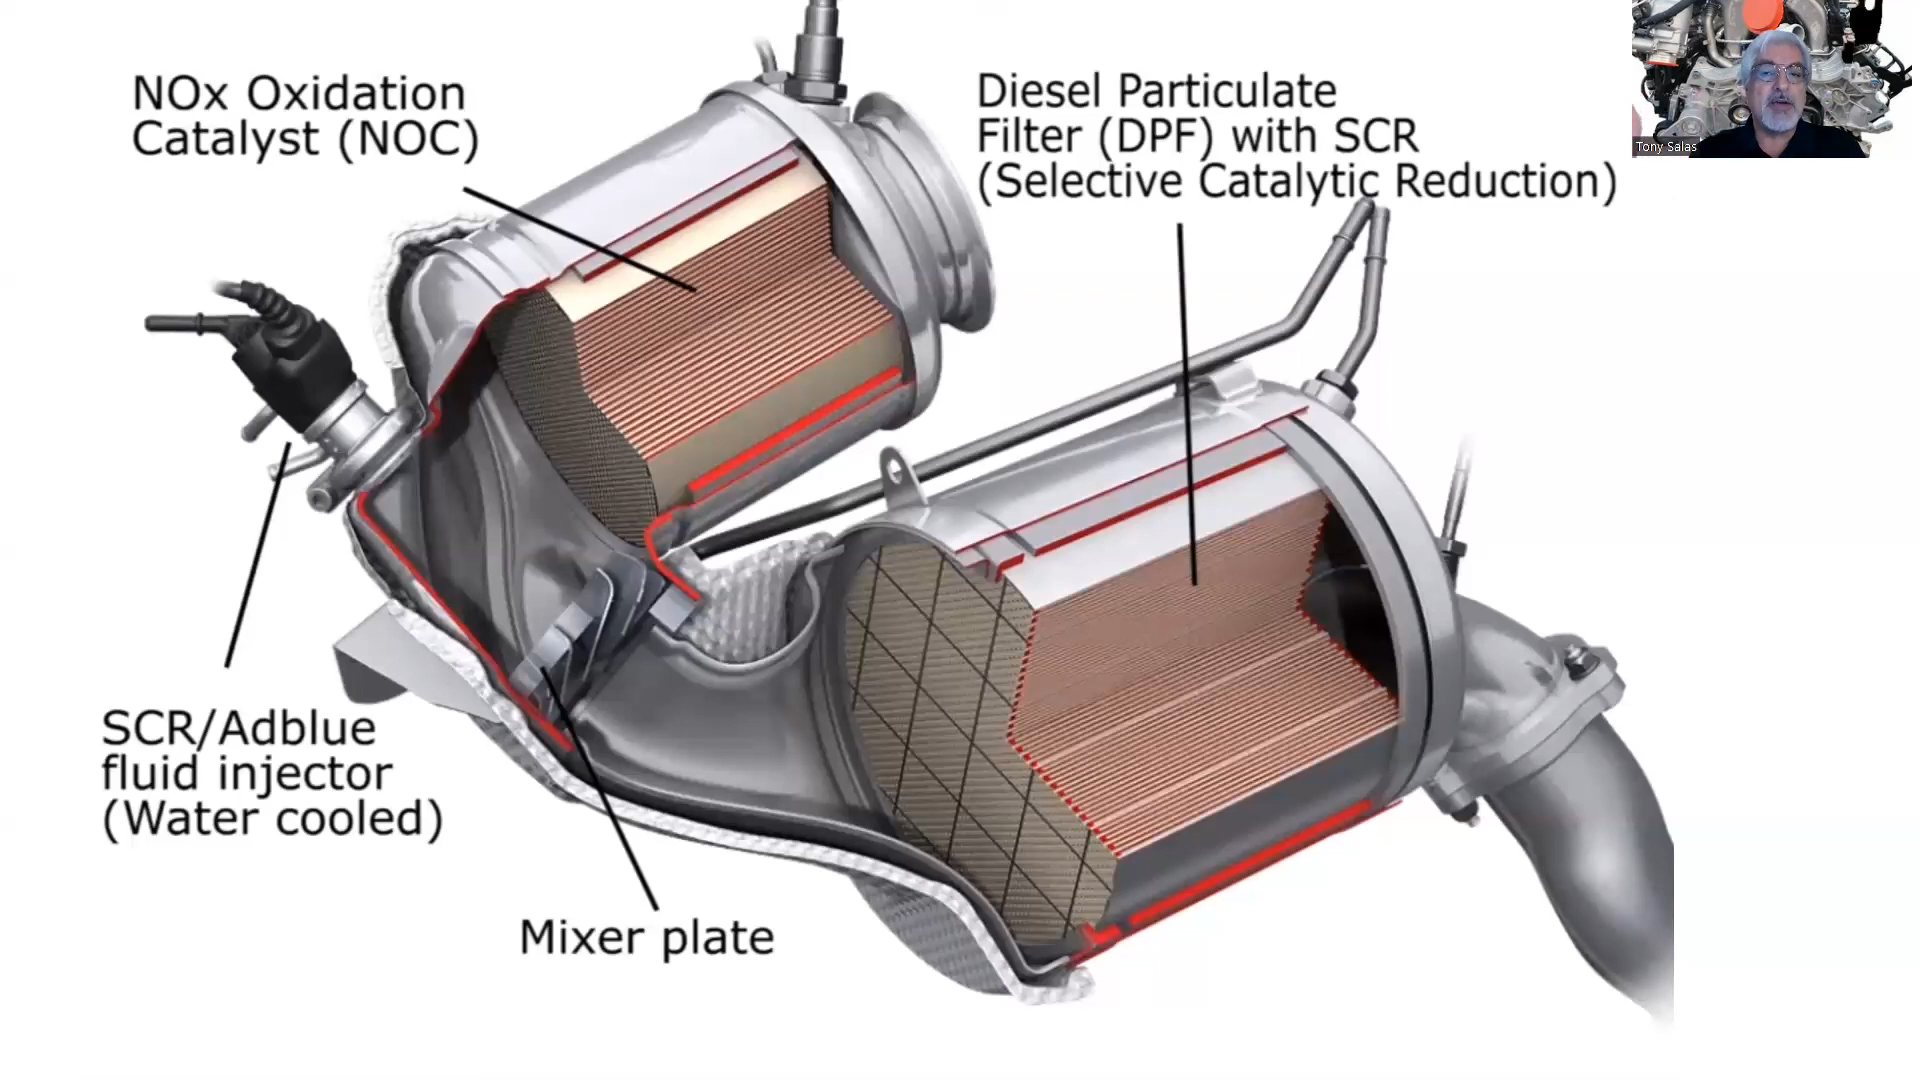 NOx Oxidation
Catalyst (NOC)
Diesel Particulate
Filter (DPF) with SCR
(Selective Catalytic Reduction)
Tony Salas
SCR/Adblue
fluid injector
(Water cooled)
Mixer plate